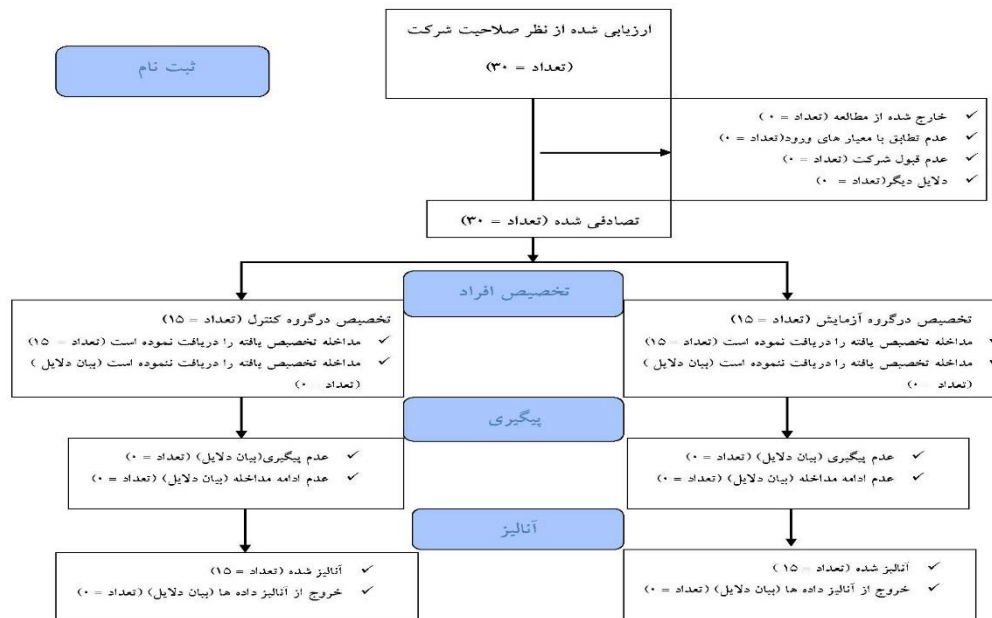 ارزیابی شده از نظر صلاحیت شرکت
(تعداد = ۳۰)
ثبت نام
✓ خارج شده از مطالعه (تعداد = ۰)
✓ عدم تطابق با معیار های ورود(تعداد = ۰)
✓ عدم قبول شرکت (تعداد = ۰)
✓ دلایل دیگر(تعداد = ۰)
تصادفی شده (تعداد = ۳۰)
تخصیص افراد
تخصیص درگروه آزمایش (تعداد = ۱۵)
✓ مداخله تخصیص یافته را دریافت نموده است (تعداد = ۱۵)
✓ مداخله تخصیص یافته را دریافت ننموده است (بیان دلایل )
(تعداد = ۰)
تخصیص درگروه کنترل (تعداد = ۱۵)
✓ مداخله تخصیص یافته را دریافت نموده است (تعداد = ۱۵)
✓ مداخله تخصیص یافته را دریافت ننموده است (بیان دلایل )
(تعداد = ۰)
پیگیری
✓ عدم پیگیری (بیان دلایل) (تعداد = ۰)
✓ عدم ادامه مداخله (بیان دلایل) (تعداد = ۰)
✓ عدم پیگیری(بیان دلایل) (تعداد = ۰)
✓ عدم ادامه مداخله (بیان دلایل) (تعداد = ۰)
آنالیز
✓ آنالیز شده (تعداد = ۱۵ )
✓ خروج از آنالیز داده ها (بیان دلایل) (تعداد = ۰)
✓ آنالیز شده (تعداد = ۱۵)
✓ خروج از آنالیز داده ها (بیان دلایل) (تعداد = ۰)